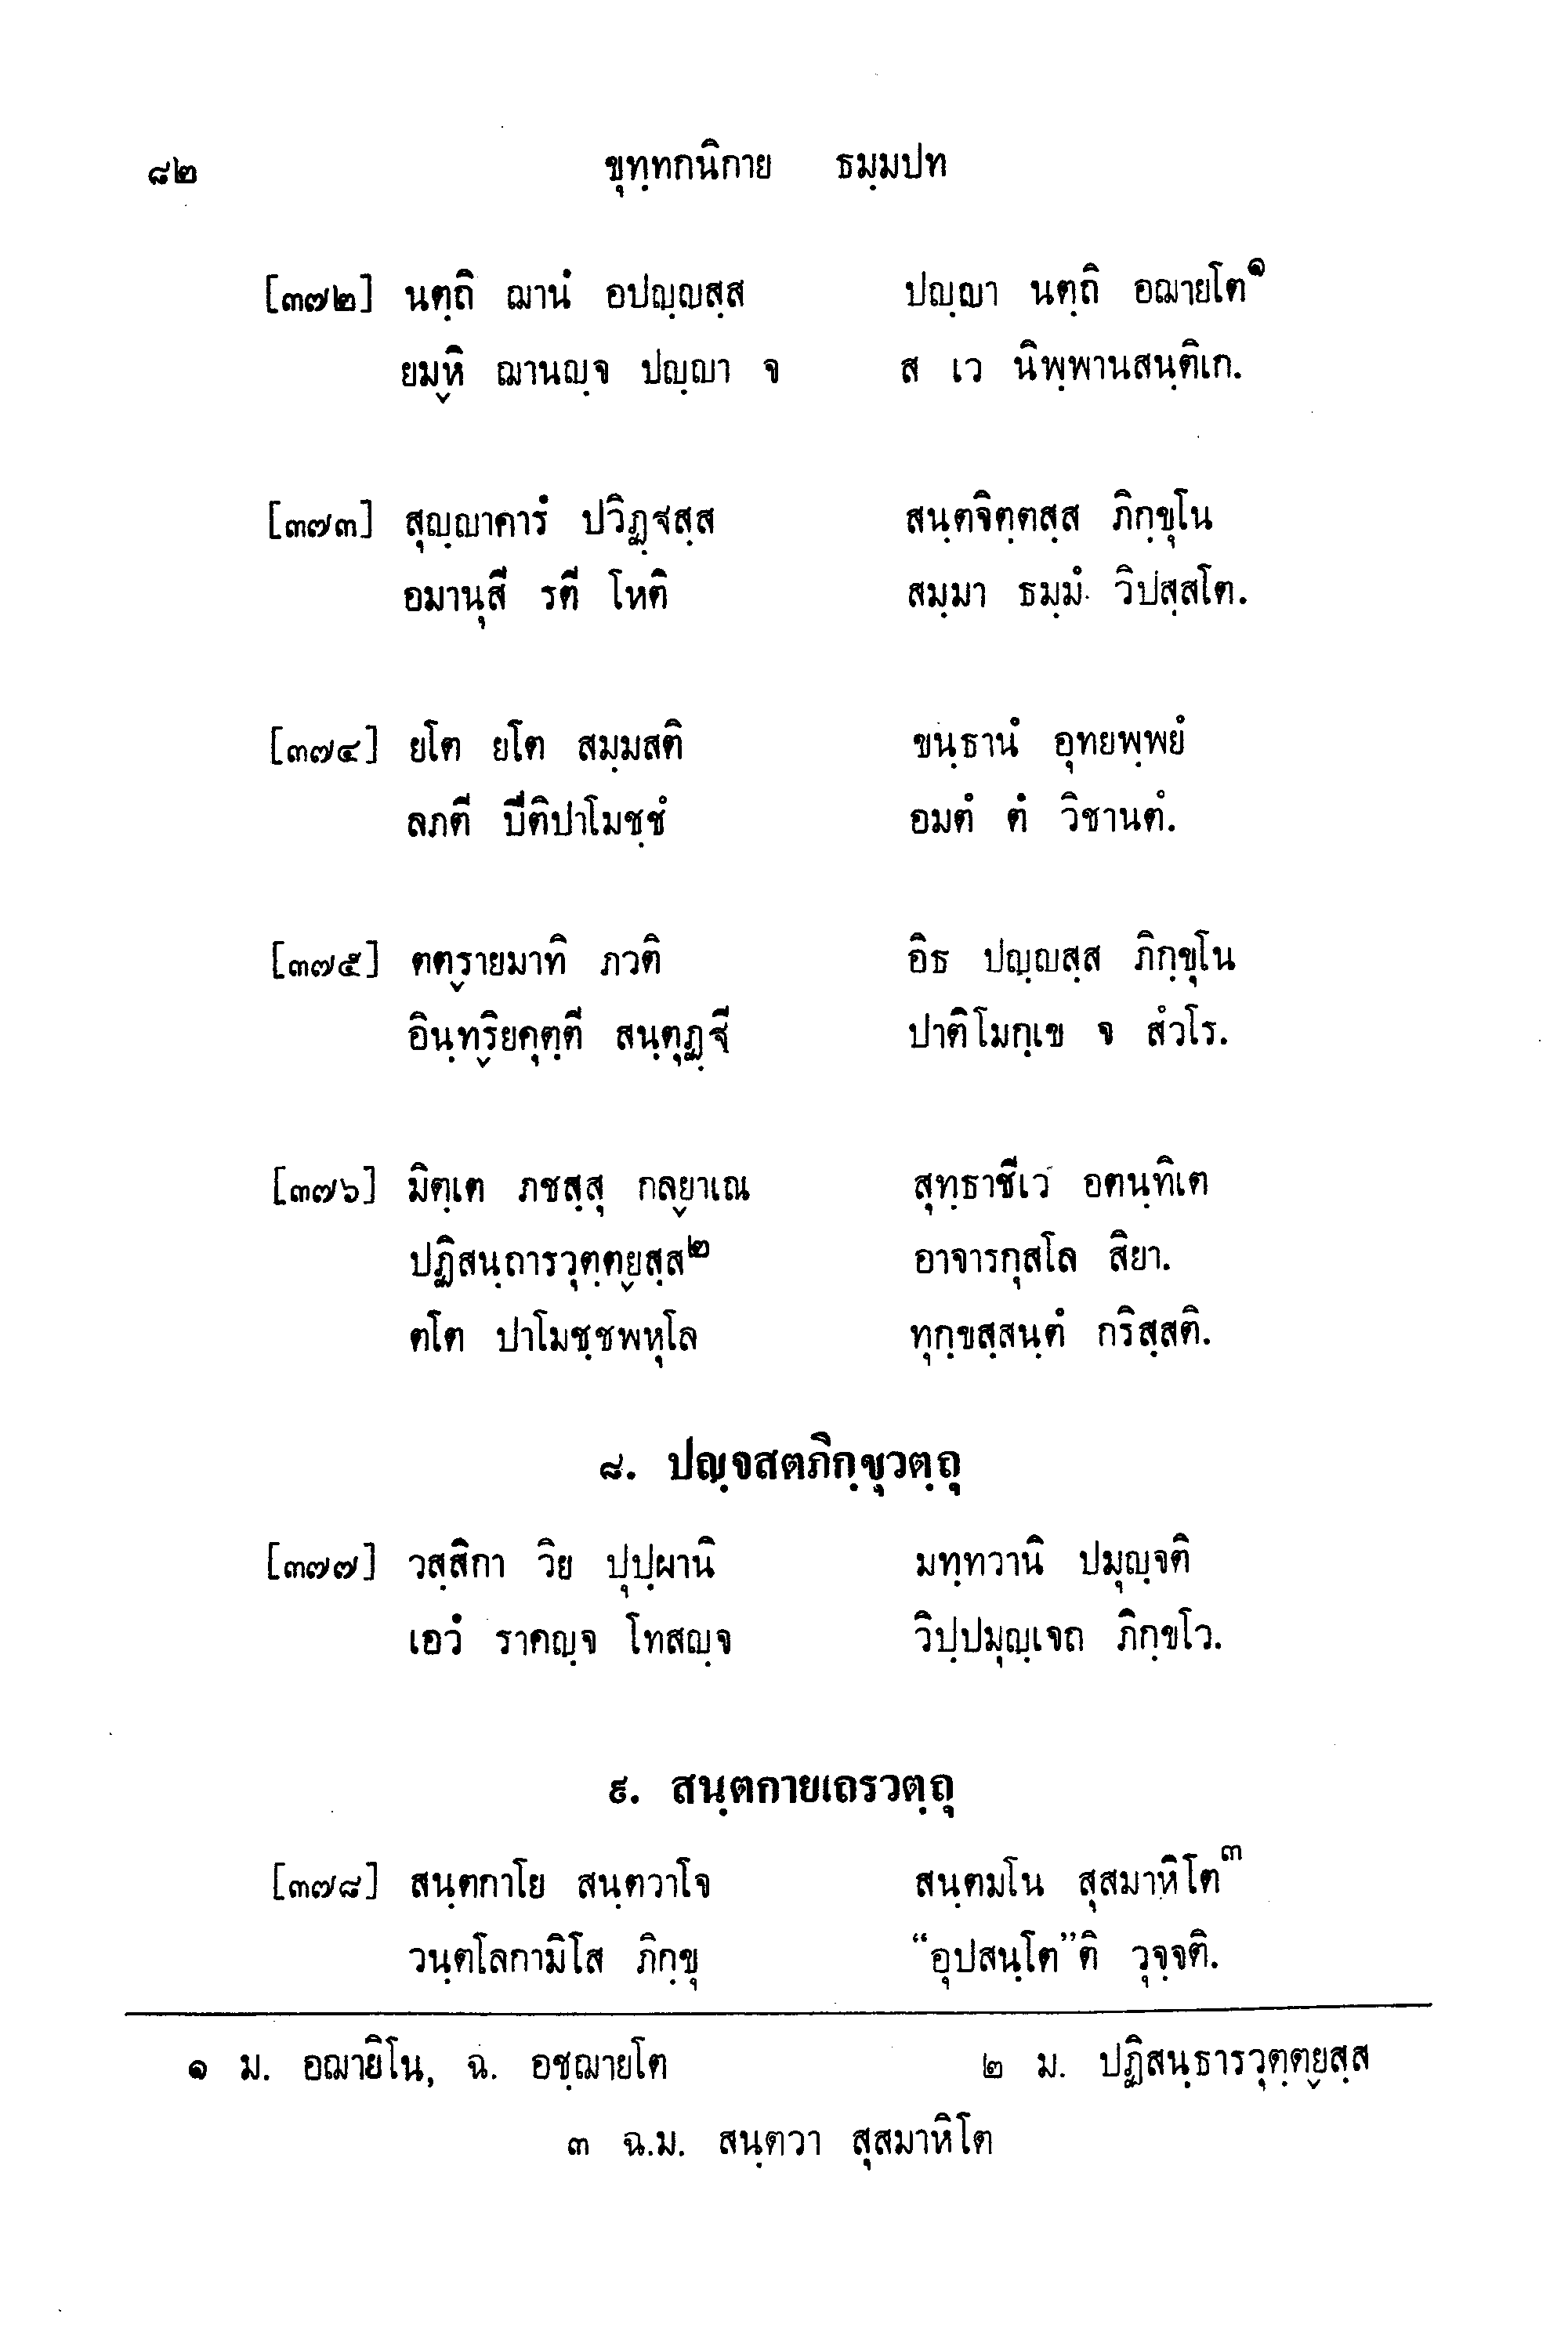 ๘๒ ขุทฺทกนิกาย ธมฺมปท
[๓๗๒] นตฺถิ ฌานํ อปญฺญสฺส ปญฺญา นตฺถิ อฌายโต๑
ยมฺหิ ฌานญฺจ ปญฺญา จ ส เว นิพฺพานสนฺติเก.
[๓๗๓] สุญฺญาคารํ ปวิฏฺฐสฺส สนฺตจิตฺตสฺส ภิกฺขุโน
อมานุสี รตี โหติ สมฺมา ธมฺมํ วิปสฺสโต.
[๓๗๔] ยโต ยโต สมฺมสติ ขนฺธานํ อุทยพฺพยํ
ลภตี ปีติปาโมชฺชํ อมตํ ตํ วิชานตํ.
[๓๗๕] ตตฺรายมาทิ ภวติ อิธ ปญฺญสฺส ภิกฺขุโน
อินฺทฺริยคุตฺตี สนฺตุฏฺฐี ปาติโมกฺเข จ สํวโร.
[๓๗๖] มิตฺเต ภชสฺสุ กลฺยาเณ สุทฺธาชีเว อตนฺทิเต
ปฏิสนฺถารวุตฺตฺยสฺส๒ อาจารกุสโล สิยา.
ตโต ปาโมชฺชพหุโล ทุกฺขสฺสนฺตํ กริสฺสติ.
๘. ปญฺจสตภิกฺขุวตฺถุ
[๓๗๗] วสฺสิกา วิย ปุปฺผานิ มทฺทวานิ ปมุญฺจติ
เอวํ ราคญฺจ โทสญฺจ วิปฺปมุญฺเจถ ภิกฺขโว.
๙. สนฺตกายเถรวตฺถุ
[๓๗๘] สนฺตกาโย สนฺตวาโจ สนฺตมโน สุสมาหิโต๓
วนฺตโลกามิโส ภิกฺขุ “อุปสนฺโต”ติ วุจฺจติ.
๑ ม. อฌายิโน, ฉ. อชฺฌายโต ๒ ม. ปฏิสนฺธารวุตฺตฺยสฺส
๓ ฉ.ม. สนฺตวา สุสมาหิโต